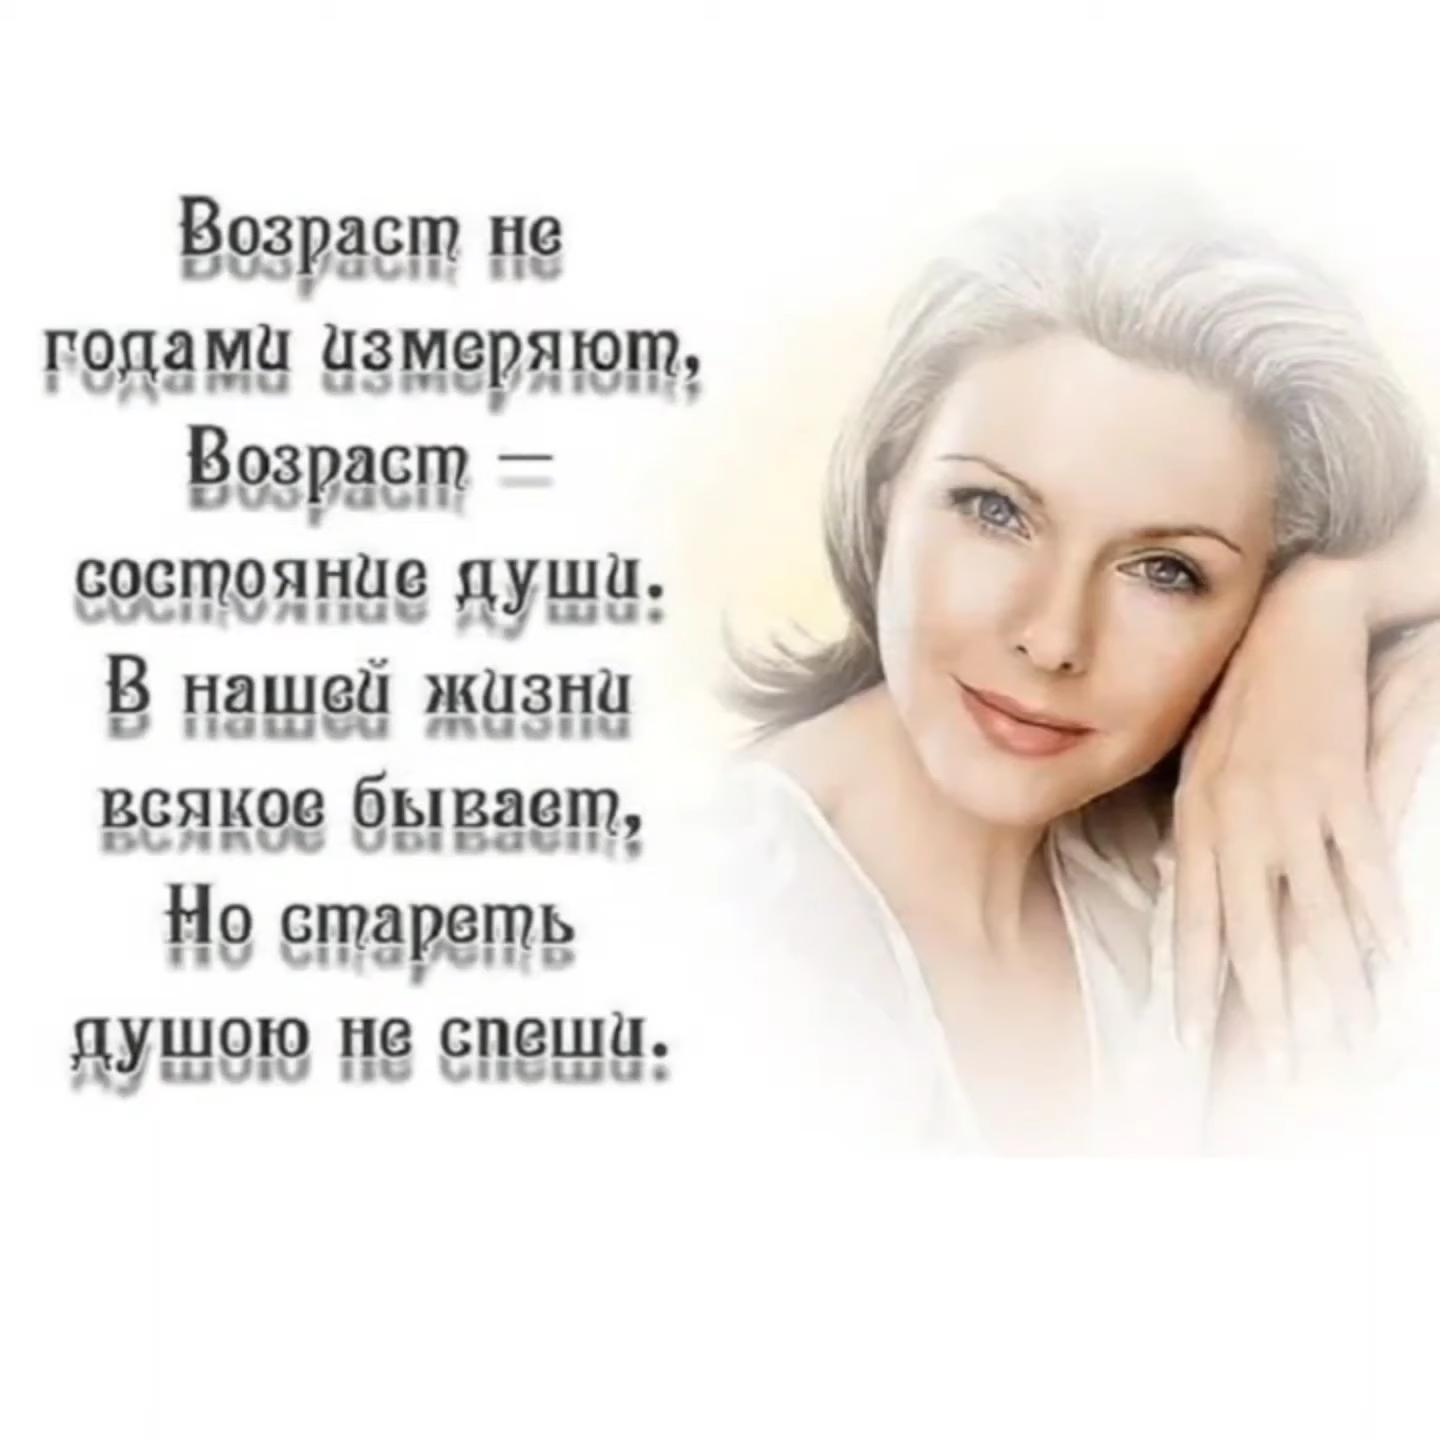 Возраст не
годами измеряют,
Возраст –
состояние души.
В нашей жизни
всякое бывает,
Но стареть
душою не спеши.